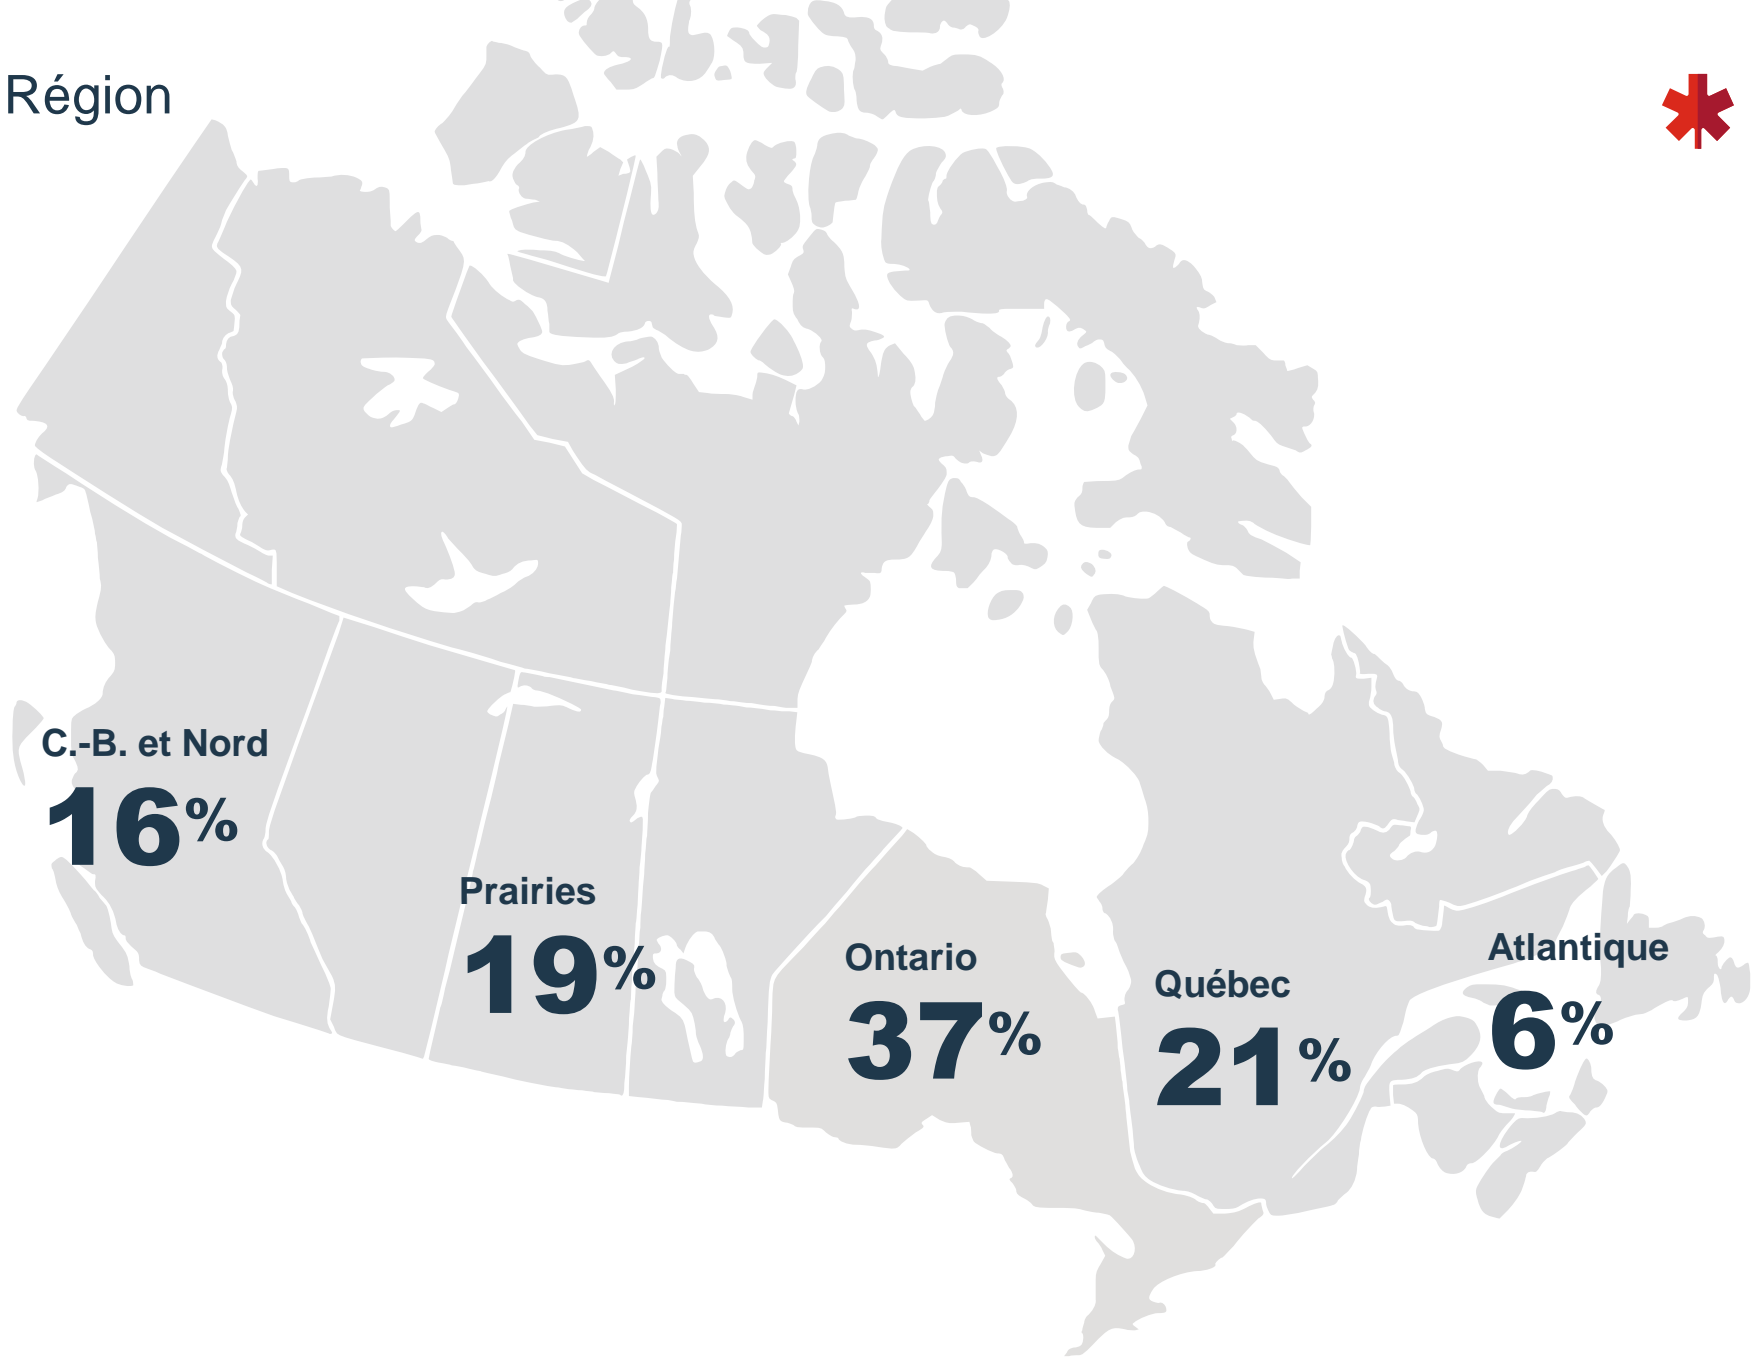 Région
C.-B. et Nord
16%
Prairies
19%
Ontario
37%
Québec
21%
Atlantique
6%